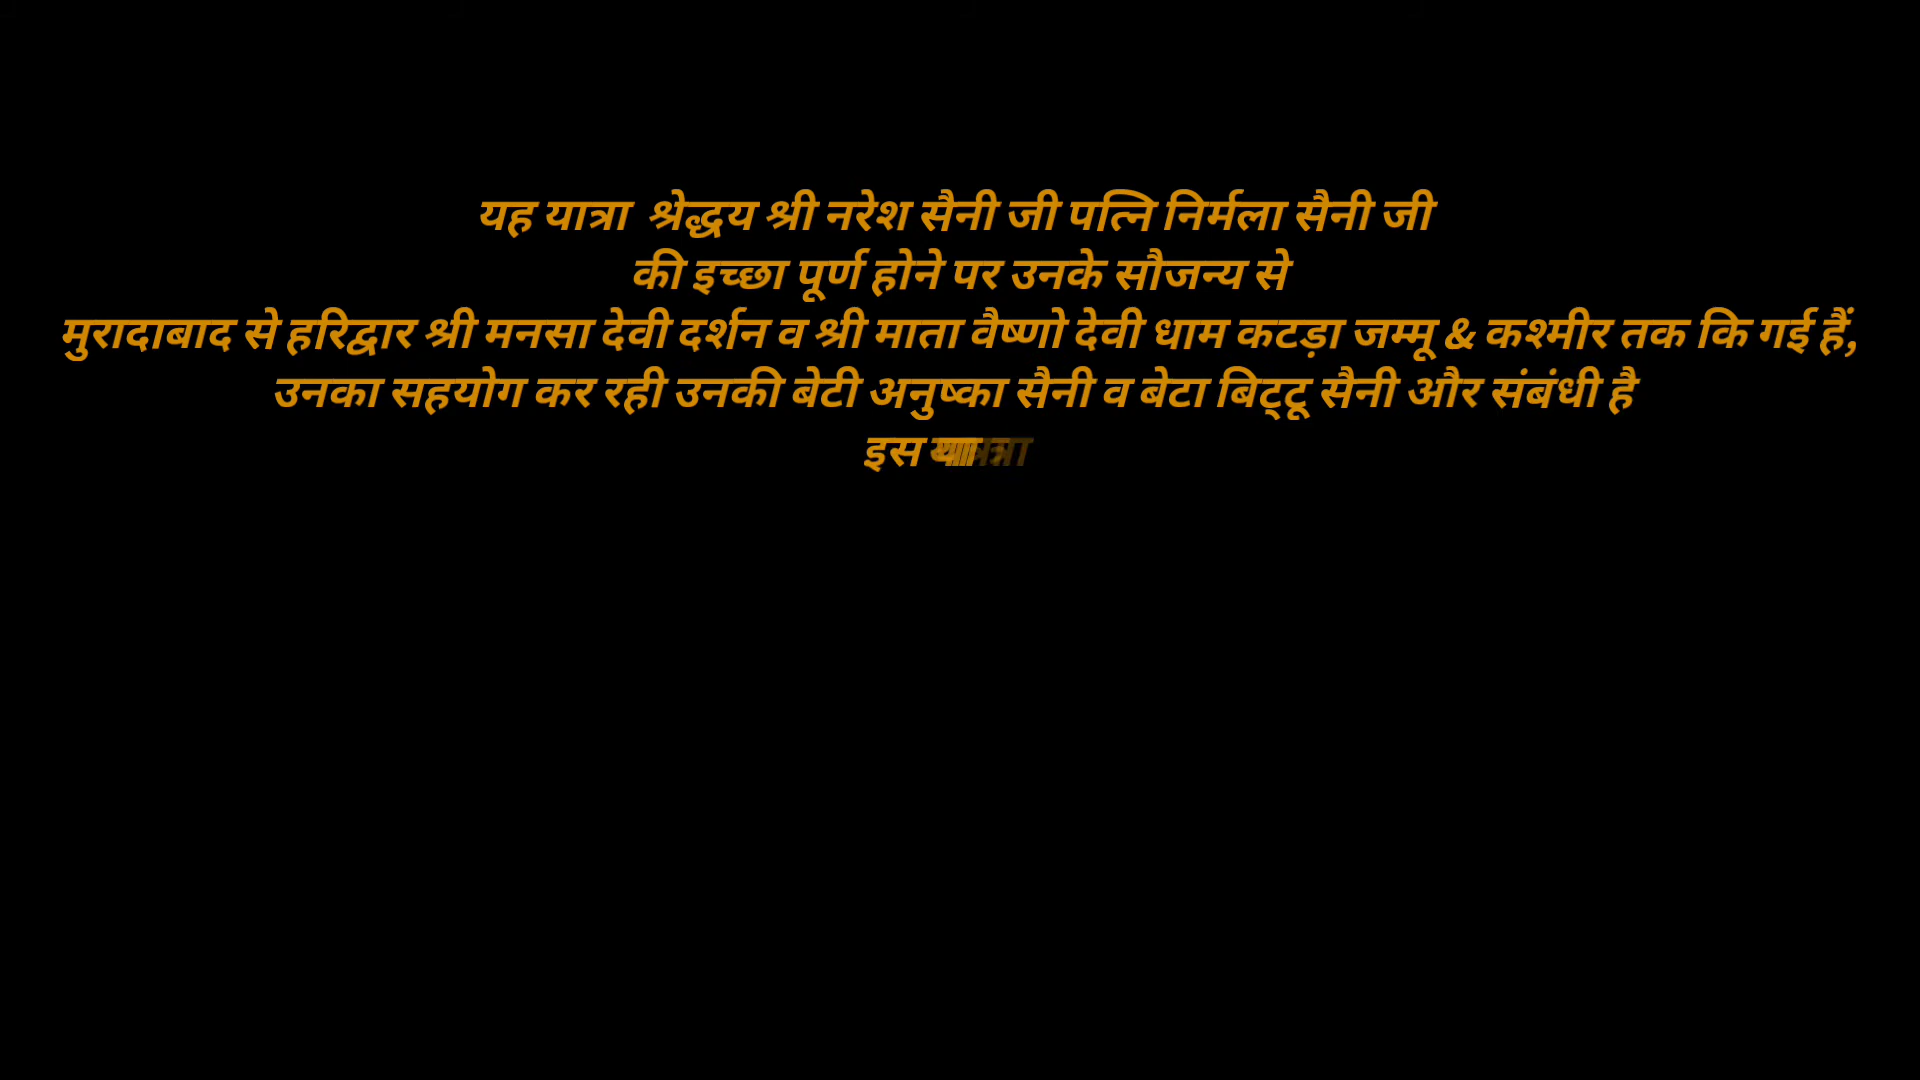 यह यात्रा श्रेद्धय श्री नरेश सैनी जी पत्नि निर्मला सैनी जी
की इच्छा पूर्ण होने पर उनके सौजन्य से
मुरादाबाद से हरिद्वार श्री मनसा देवी दर्शन व श्री माता वैष्णो देवी धाम कटड़ा जम्मू & कश्मीर तक कि गई हैं,
उनका सहयोग कर रही उनकी बेटी अनुष्का सैनी व बेटा बिट्टू सैनी और संबंधी है
इस